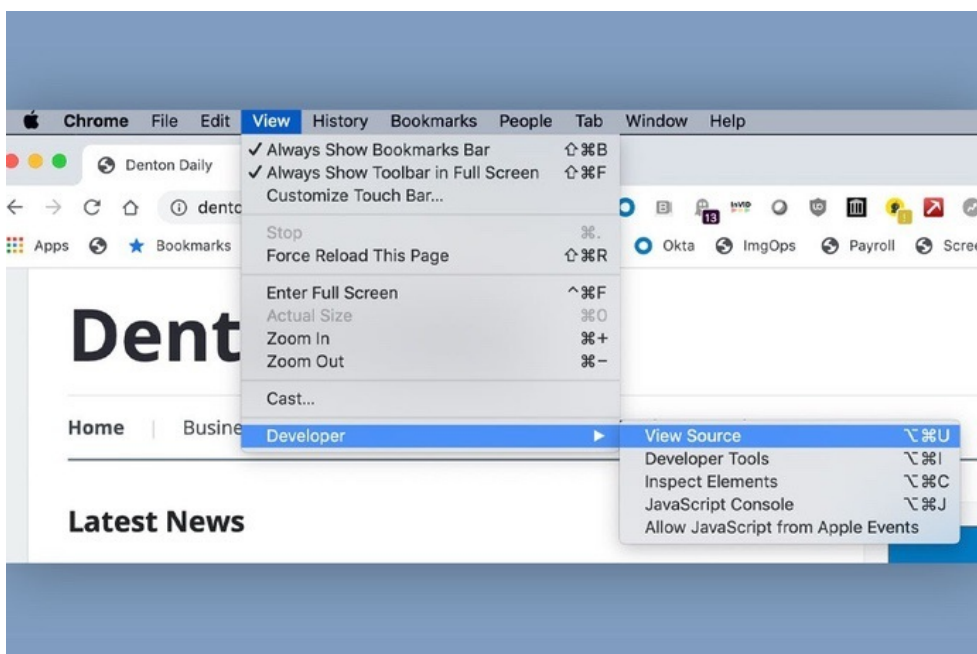 Chrome File Edit View History Bookmarks People Tab Window Help
Denton Daily
Apps Bookmarks
13
InVID
UD
1
Okta ImgOps Payroll
✓ Always Show Bookmarks Bar ⇧⌘B
✓ Always Show Toolbar in Full Screen ⇧⌘F
Customize Touch Bar...
Stop ⌘.
Force Reload This Page ⇧⌘R
Enter Full Screen ^⌘F
Actual Size ⌘0
Zoom In ⌘+
Zoom Out ⌘−
Cast...
Developer ▶
View Source ⌥⌘U
Developer Tools ⌥⌘I
Inspect Elements ⌥⌘C
JavaScript Console ⌥⌘J
Allow JavaScript from Apple Events
Dent
Home | Busine
Latest News